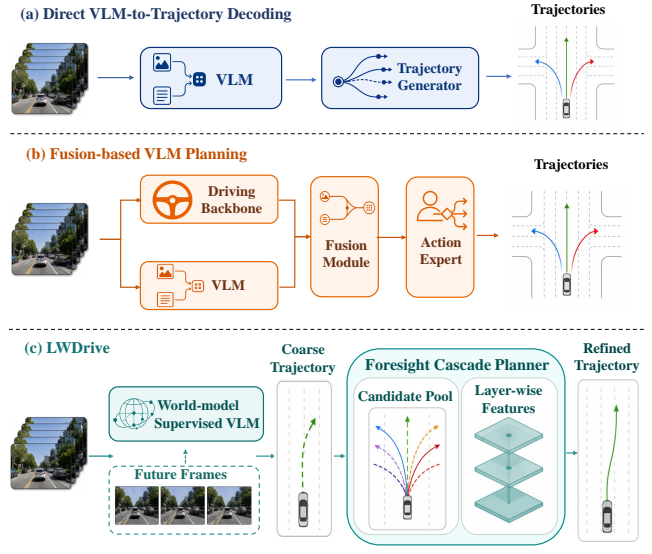 (a) Direct VLM-to-Trajectory Decoding
Trajectories
VLM
Trajectory
Generator
(b) Fusion-based VLM Planning
Trajectories
Driving
Backbone
VLM
Fusion
Module
Action
Expert
(c) LWDrive
World-model
Supervised VLM
Future Frames
Coarse
Trajectory
Foresight Cascade Planner
Candidate Pool
Layer-wise
Features
Refined
Trajectory